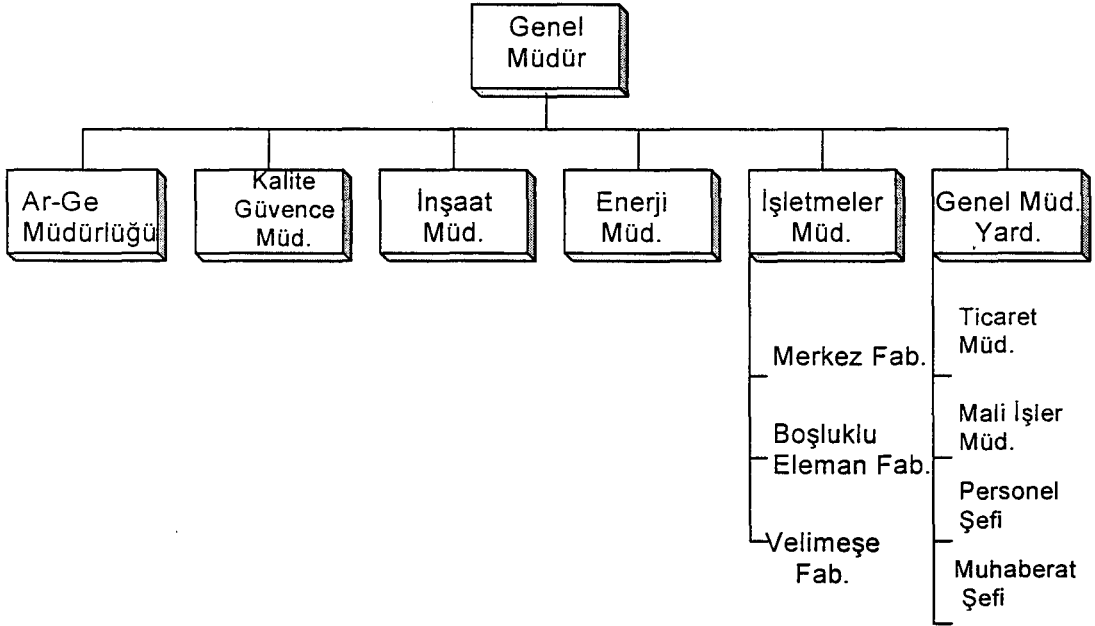 Genel
Müdür
Ar-Ge
Müdürlüğü
Kalite
Güvence
Müd.
İnşaat
Müd.
Enerji
Müd.
İşletmeler
Müd.
Genel Müd.
Yard.
Merkez Fab.
Boşluklu
Eleman Fab.
Velimeşe
Fab.
Ticaret
Müd.
Mali İşler
Müd.
Personel
Şefi
Muhaberat
Şefi